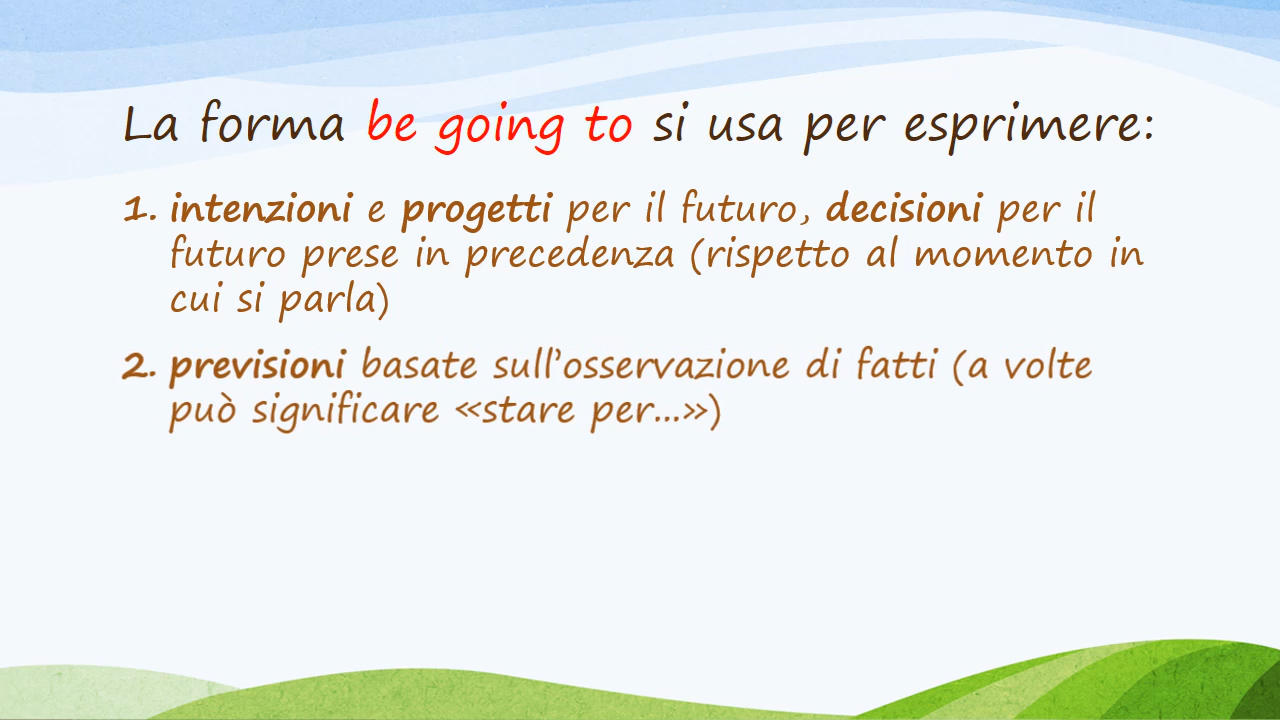 La forma be going to si usa per esprimere:
1. intenzioni e progetti per il futuro, decisioni per il
futuro prese in precedenza (rispetto al momento in
cui si parla)
2. previsioni basate sull’osservazione di fatti (a volte
può significare «stare per...»)